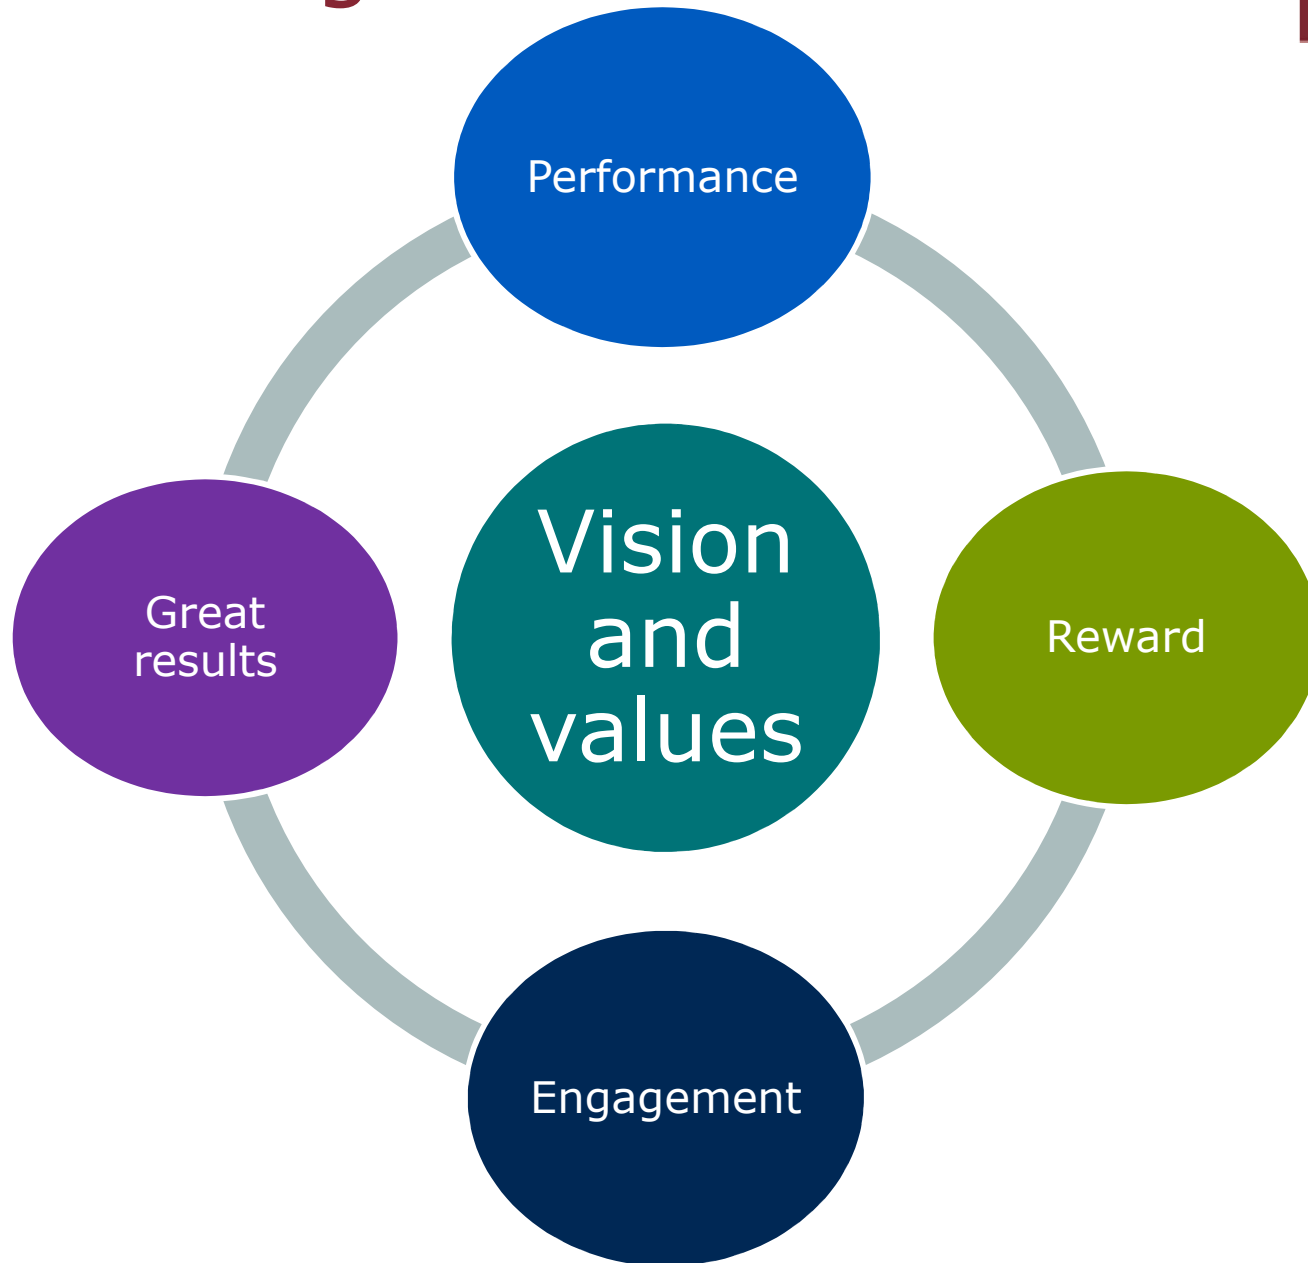 Performance
Great
results
Vision
and
values
Reward
Engagement